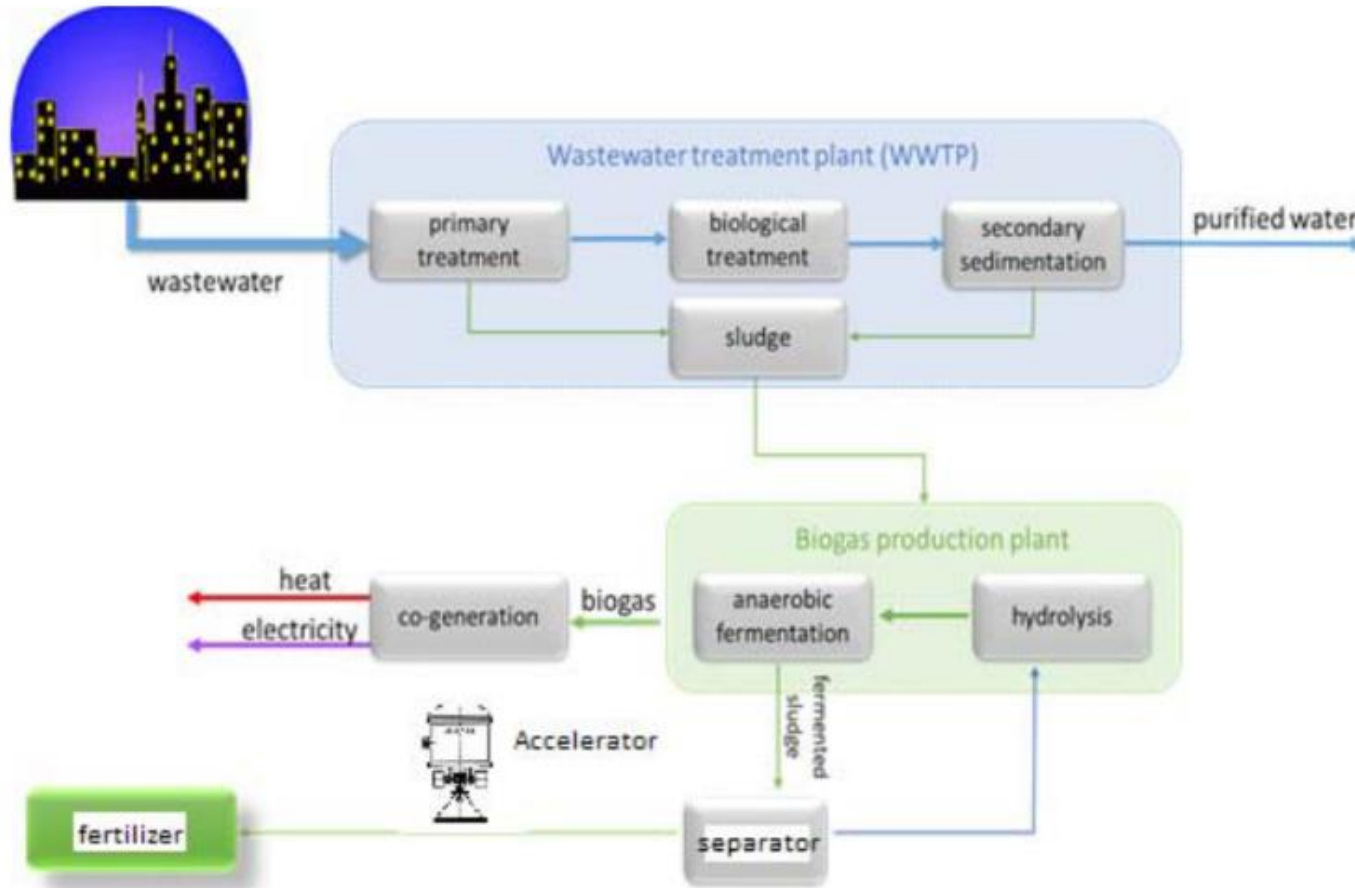 Wastewater treatment plant (WWTP)
primary
treatment
biological
treatment
secondary
sedimentation
purified water
wastewater
sludge
Biogas production plant
heat
electricity
co-generation
biogas
anaerobic
fermentation
hydrolysis
fermented
sludge
Accelerator
fertilizer
separator